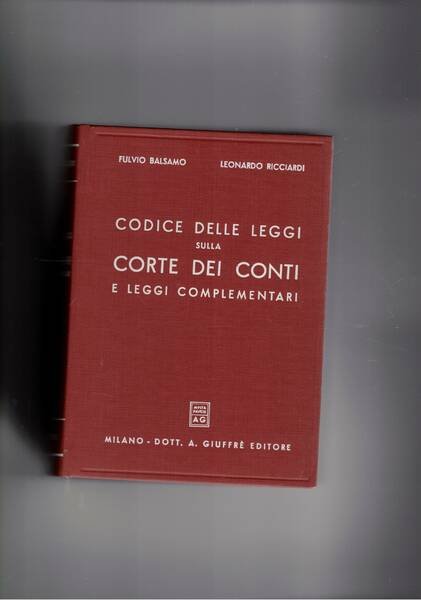 FULVIO BALSAMO LEONARDO RICCIARDI
CODICE DELLE LEGGI
SULLA
CORTE DEI CONTI
E LEGGI COMPLEMENTARI
AG
MILANO - DOTT. A. GIUFFRÈ EDITORE